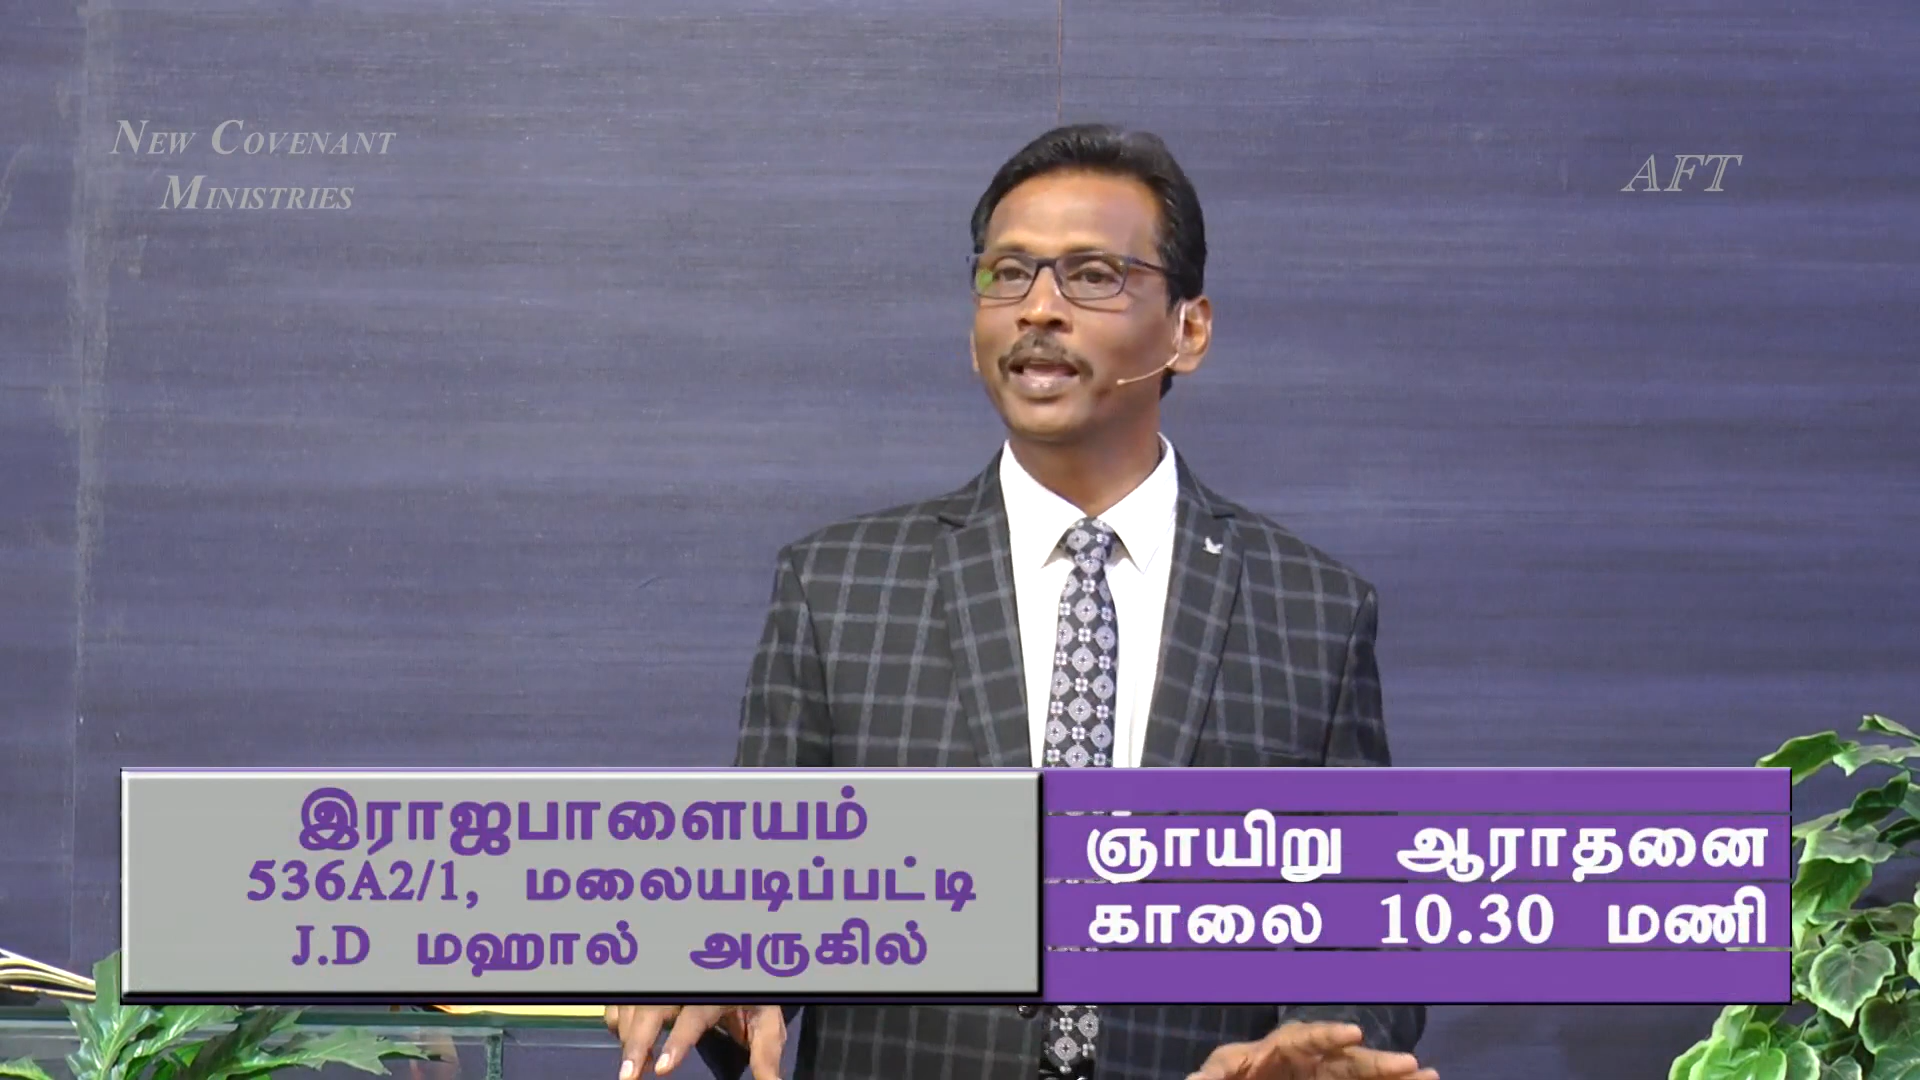 New Covenant
Ministries
AFT
இராஜபாளையம்
536A2/1, மலையடிப்பட்டி
J.D மஹால் அருகில்
ஞாயிறு ஆராதனை
காலை 10.30 மணி